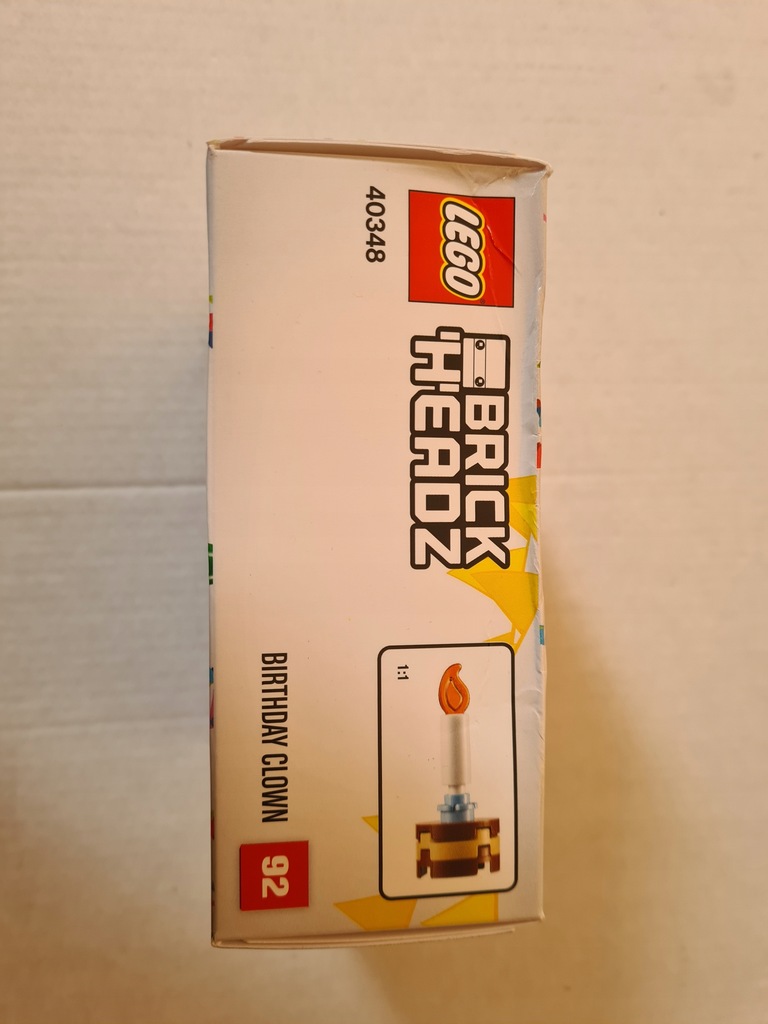 LEGO
BRICK
HEADZ
40348
1:1
BIRTHDAY CLOWN
92